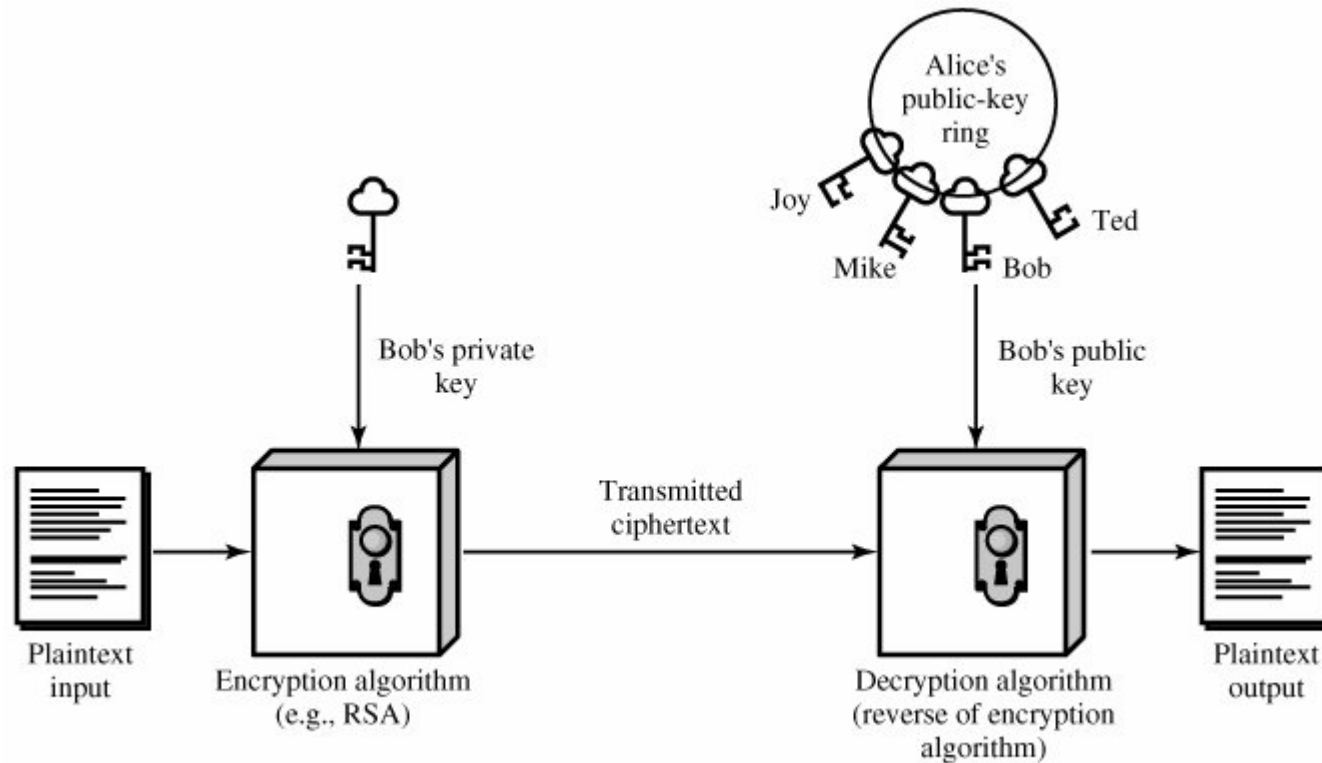 Alice's
public-key
ring
Joy
Mike
Bob
Ted
Bob's private
key
Bob's public
key
Transmitted
ciphertext
Plaintext
input
Encryption algorithm
(e.g., RSA)
Decryption algorithm
(reverse of encryption
algorithm)
Plaintext
output